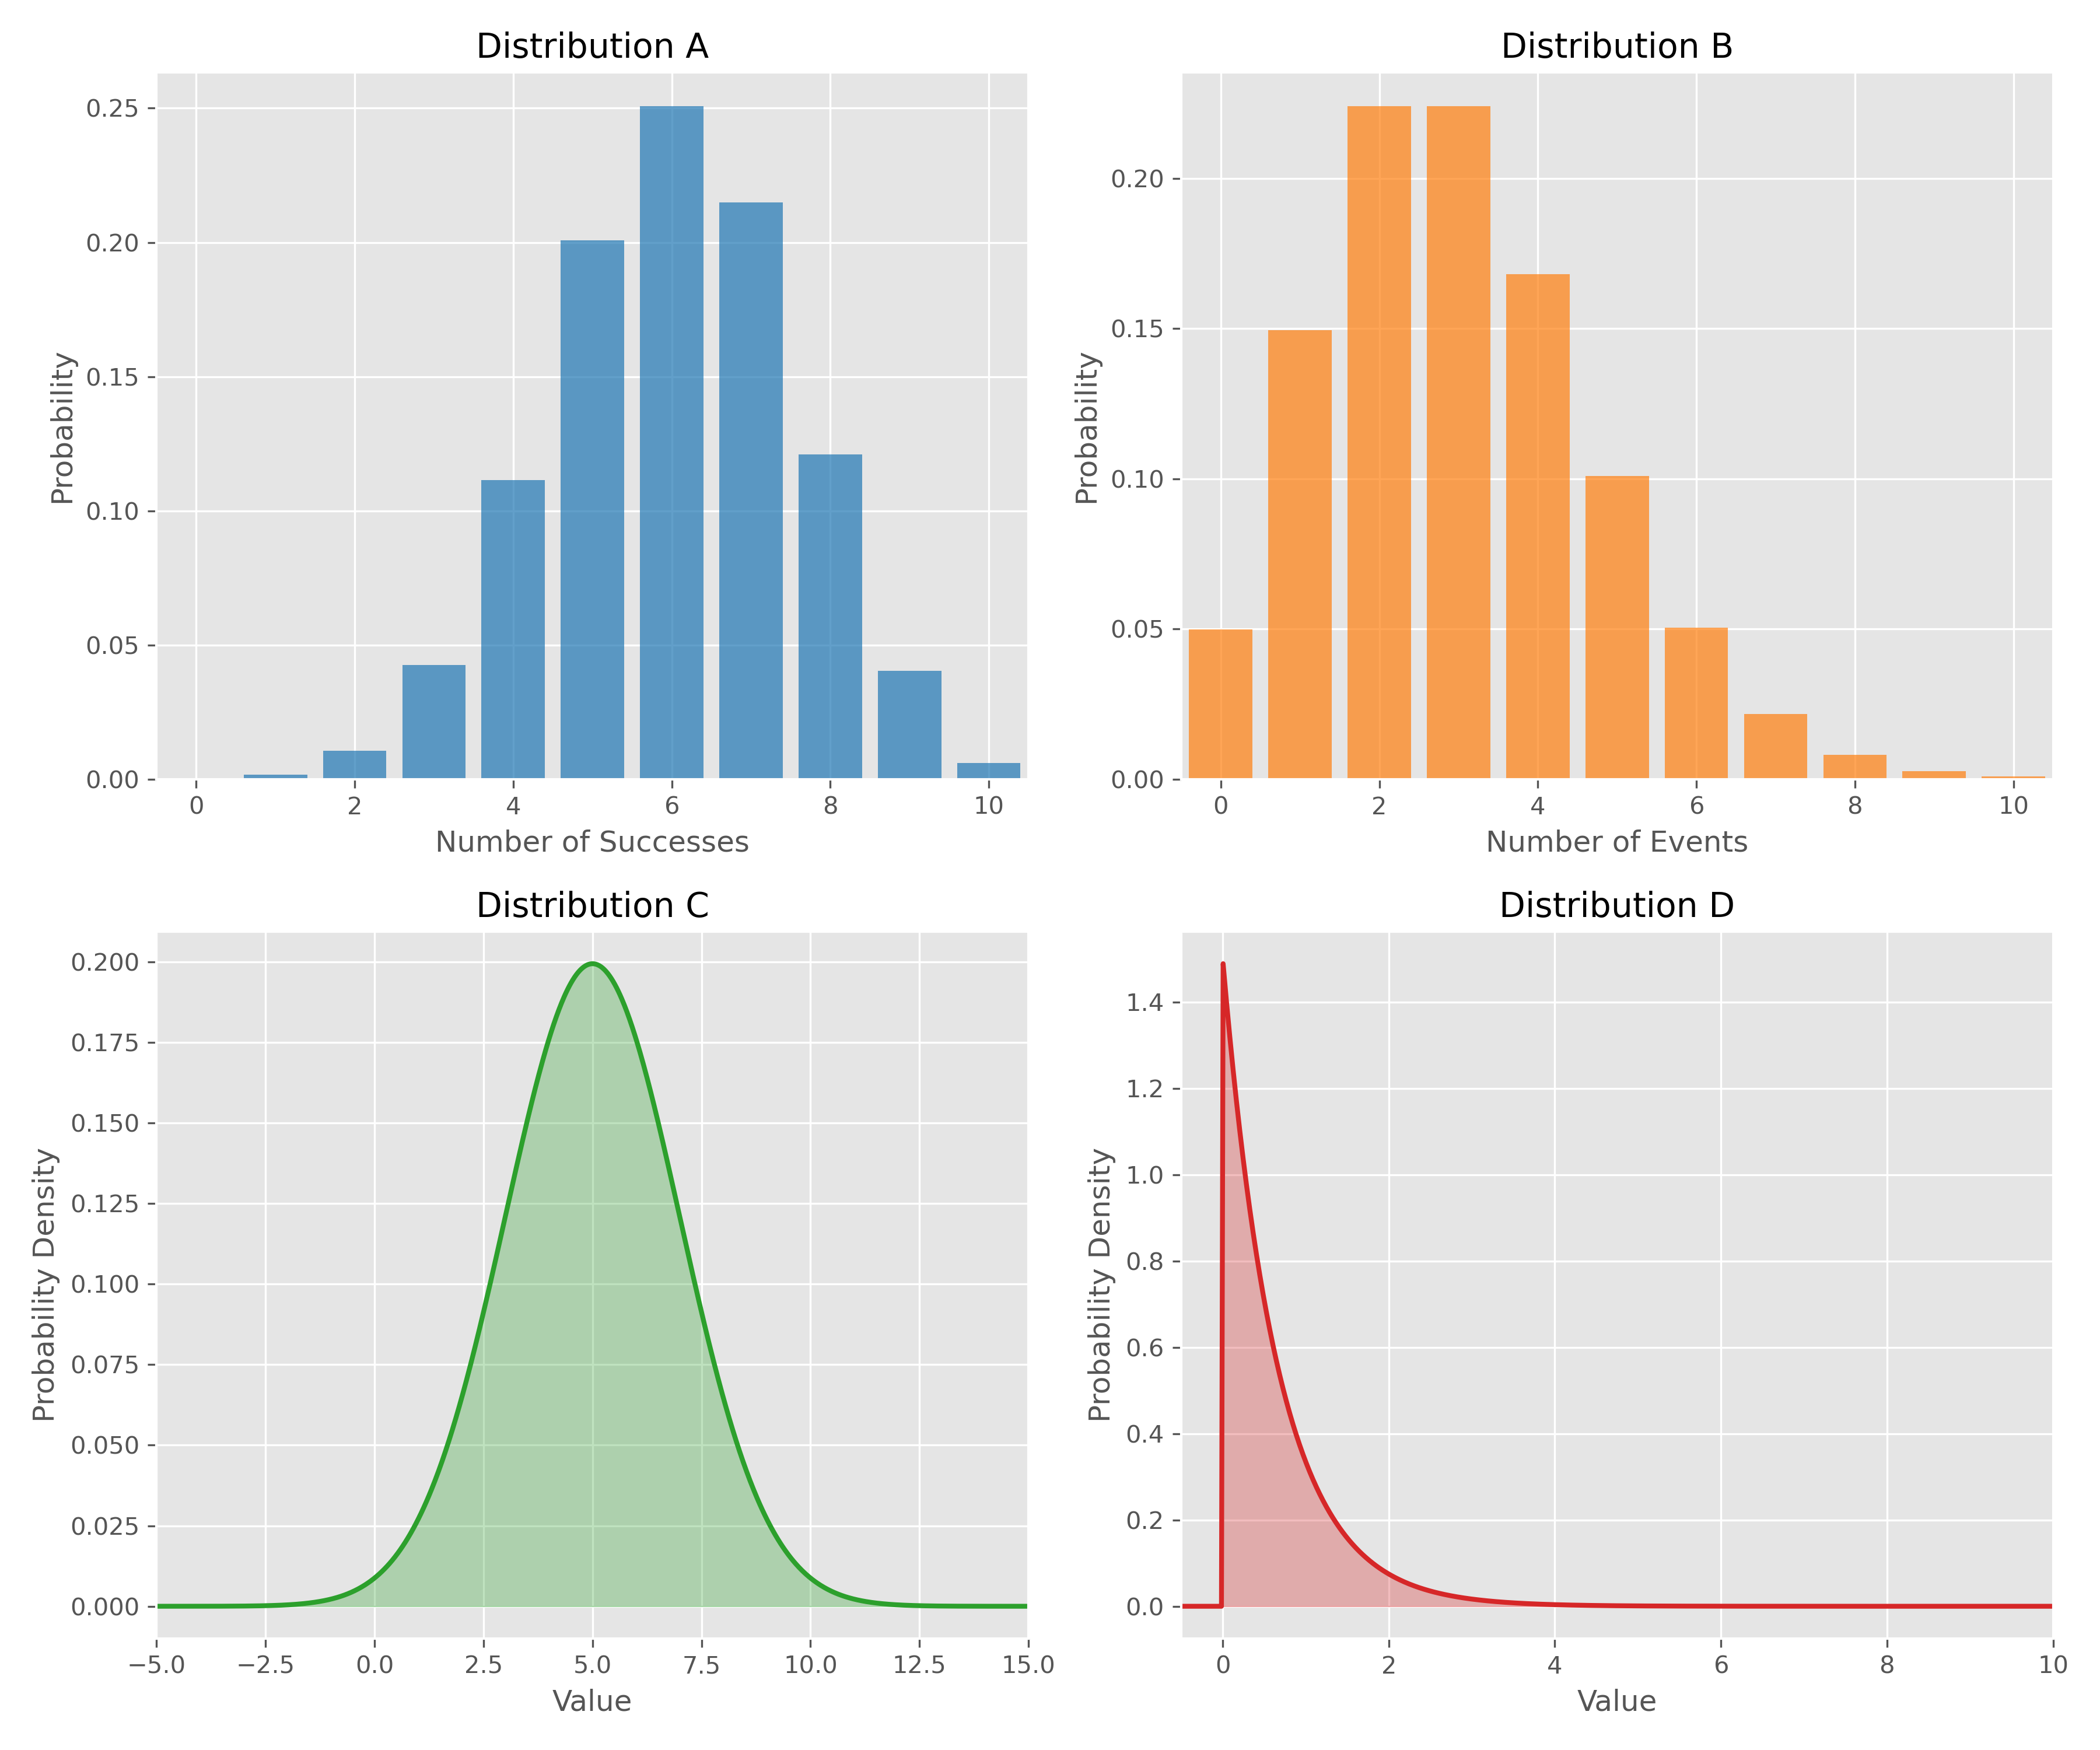 Distribution A
0.25
0.20
0.15
0.10
0.05
0.00
Probability
0 2 4 6 8 10
Number of Successes
Distribution B
0.20
0.15
0.10
0.05
0.00
Probability
0 2 4 6 8 10
Number of Events
Distribution C
0.200
0.175
0.150
0.125
0.100
0.075
0.050
0.025
0.000
Probability Density
−5.0 −2.5 0.0 2.5 5.0 7.5 10.0 12.5 15.0
Value
Distribution D
1.4
1.2
1.0
0.8
0.6
0.4
0.2
0.0
Probability Density
0 2 4 6 8 10
Value